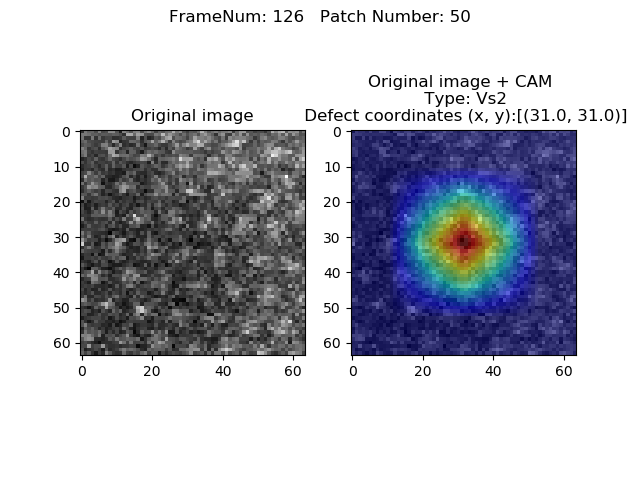 FrameNum: 126   Patch Number: 50
Original image
Original image + CAM
Type: Vs2
Defect coordinates (x, y):[(31.0, 31.0)]
0
10
20
30
40
50
60
0 20 40 60
0
10
20
30
40
50
60
0 20 40 60